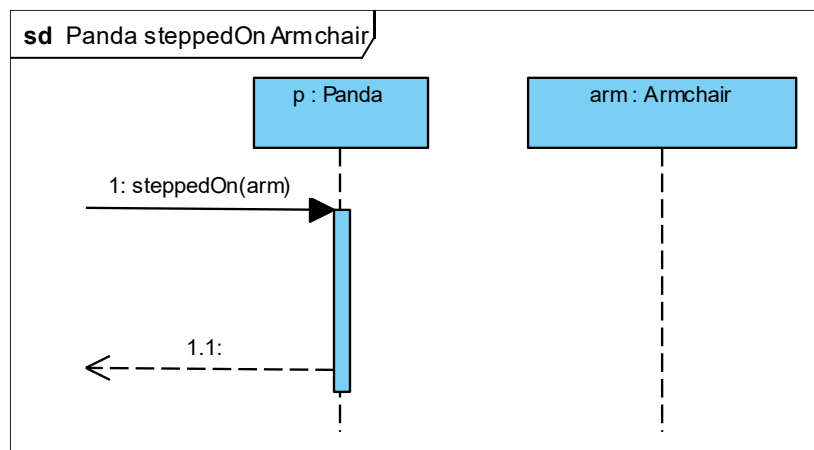 sd Panda steppedOn Armchair
p : Panda
arm : Armchair
1: steppedOn(arm)
1.1: